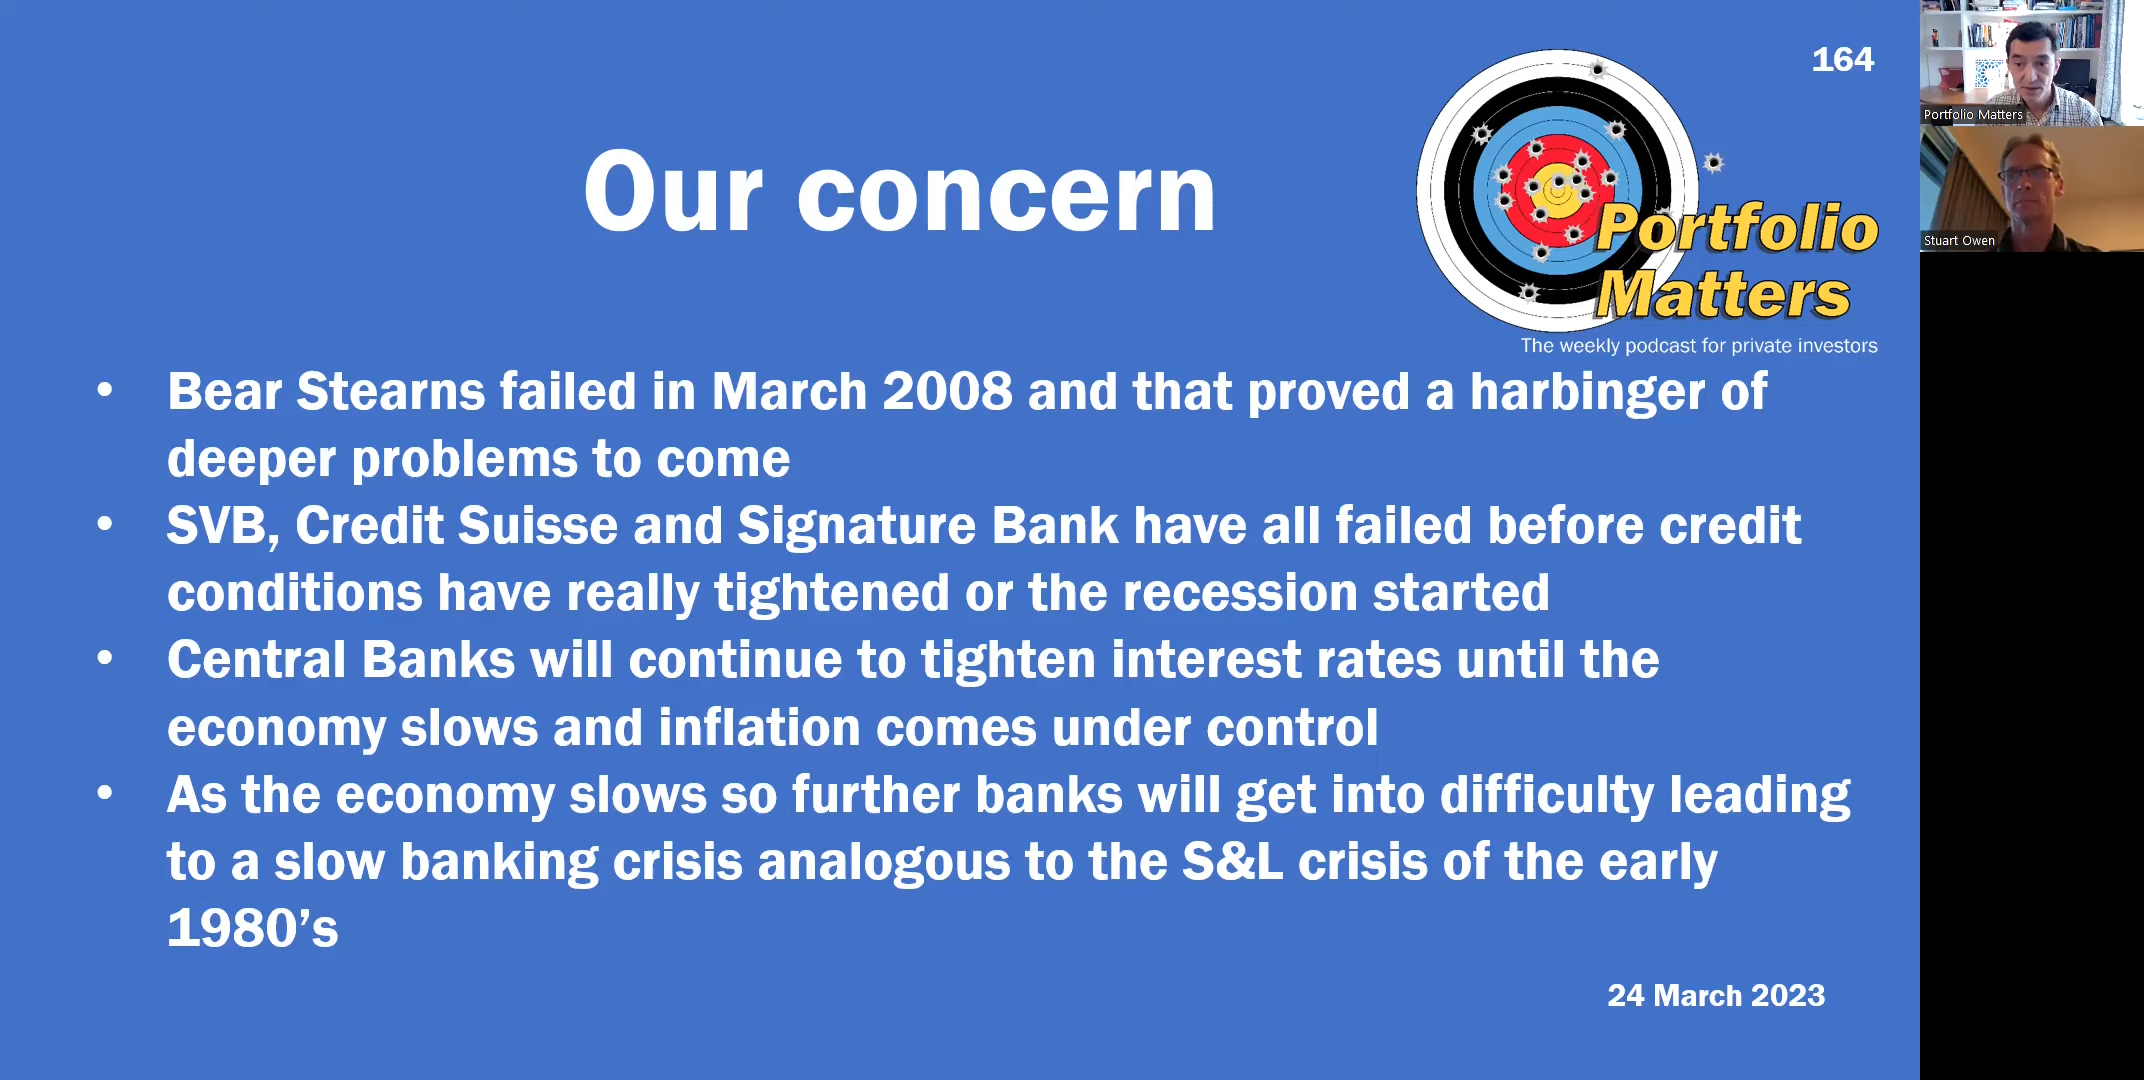 164
Our concern
Portfolio
Matters
The weekly podcast for private investors
• Bear Stearns failed in March 2008 and that proved a harbinger of
deeper problems to come
• SVB, Credit Suisse and Signature Bank have all failed before credit
conditions have really tightened or the recession started
• Central Banks will continue to tighten interest rates until the
economy slows and inflation comes under control
• As the economy slows so further banks will get into difficulty leading
to a slow banking crisis analogous to the S&L crisis of the early
1980’s
24 March 2023
Portfolio Matters
Stuart Owen